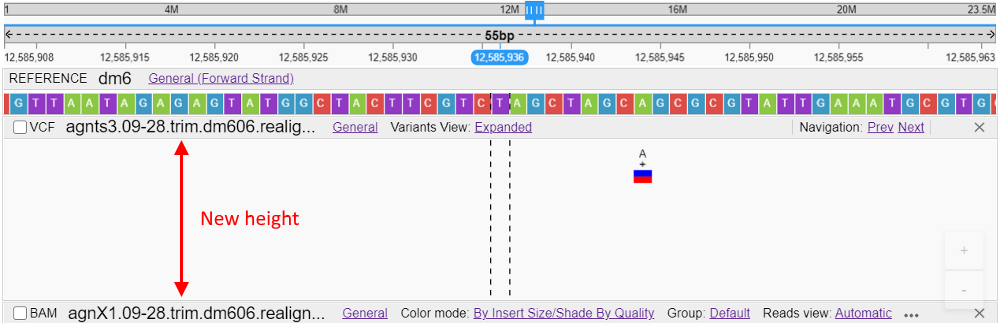 1 4M 8M 12M 16M 20M 23.5M
55bp
12,585,908 12,585,915 12,585,920 12,585,925 12,585,930 12,585,936 12,585,940 12,585,945 12,585,950 12,585,955 12,585,963
REFERENCE dm6 General (Forward Strand)
G T T A A T A G A G A G T A T G G C T A C T T C G T C T A G C T A G C A G C G C G T A T T G A A A T G C G T G
VCF agnts3.09-28.trim.dm606.realign... General Variants View: Expanded Navigation: Prev Next
A
+
New height
+
-
BAM agnX1.09-28.trim.dm606.realign... General Color mode: By Insert Size/Shade By Quality Group: Default Reads view: Automatic ...